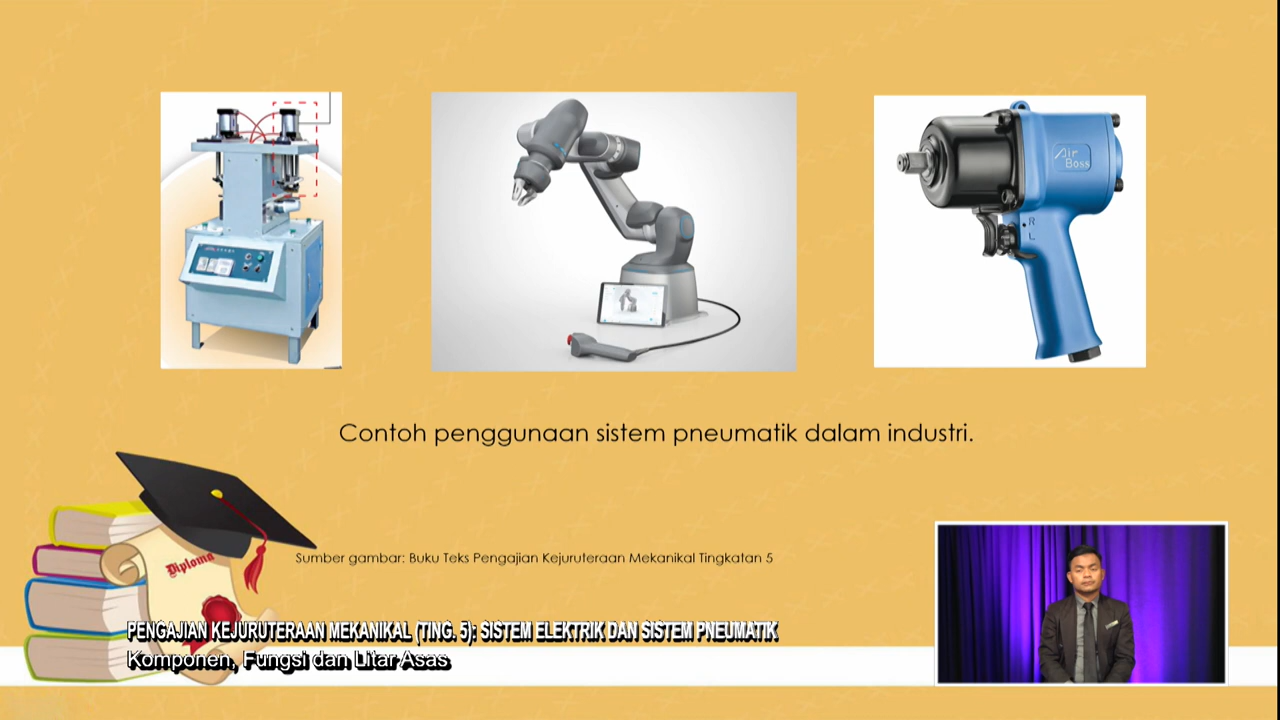 Air
Boss
R
L
Contoh penggunaan sistem pneumatik dalam industri.
Diploma
Sumber gambar: Buku Teks Pengajian Kejuruteraan Mekanikal Tingkatan 5
PENGAJIAN KEJURUTERAAN MEKANIKAL (TING. 5); SISTEM ELEKTRIK DAN SISTEM PNEUMATIK
Komponen, Fungsi dan Litar Asas